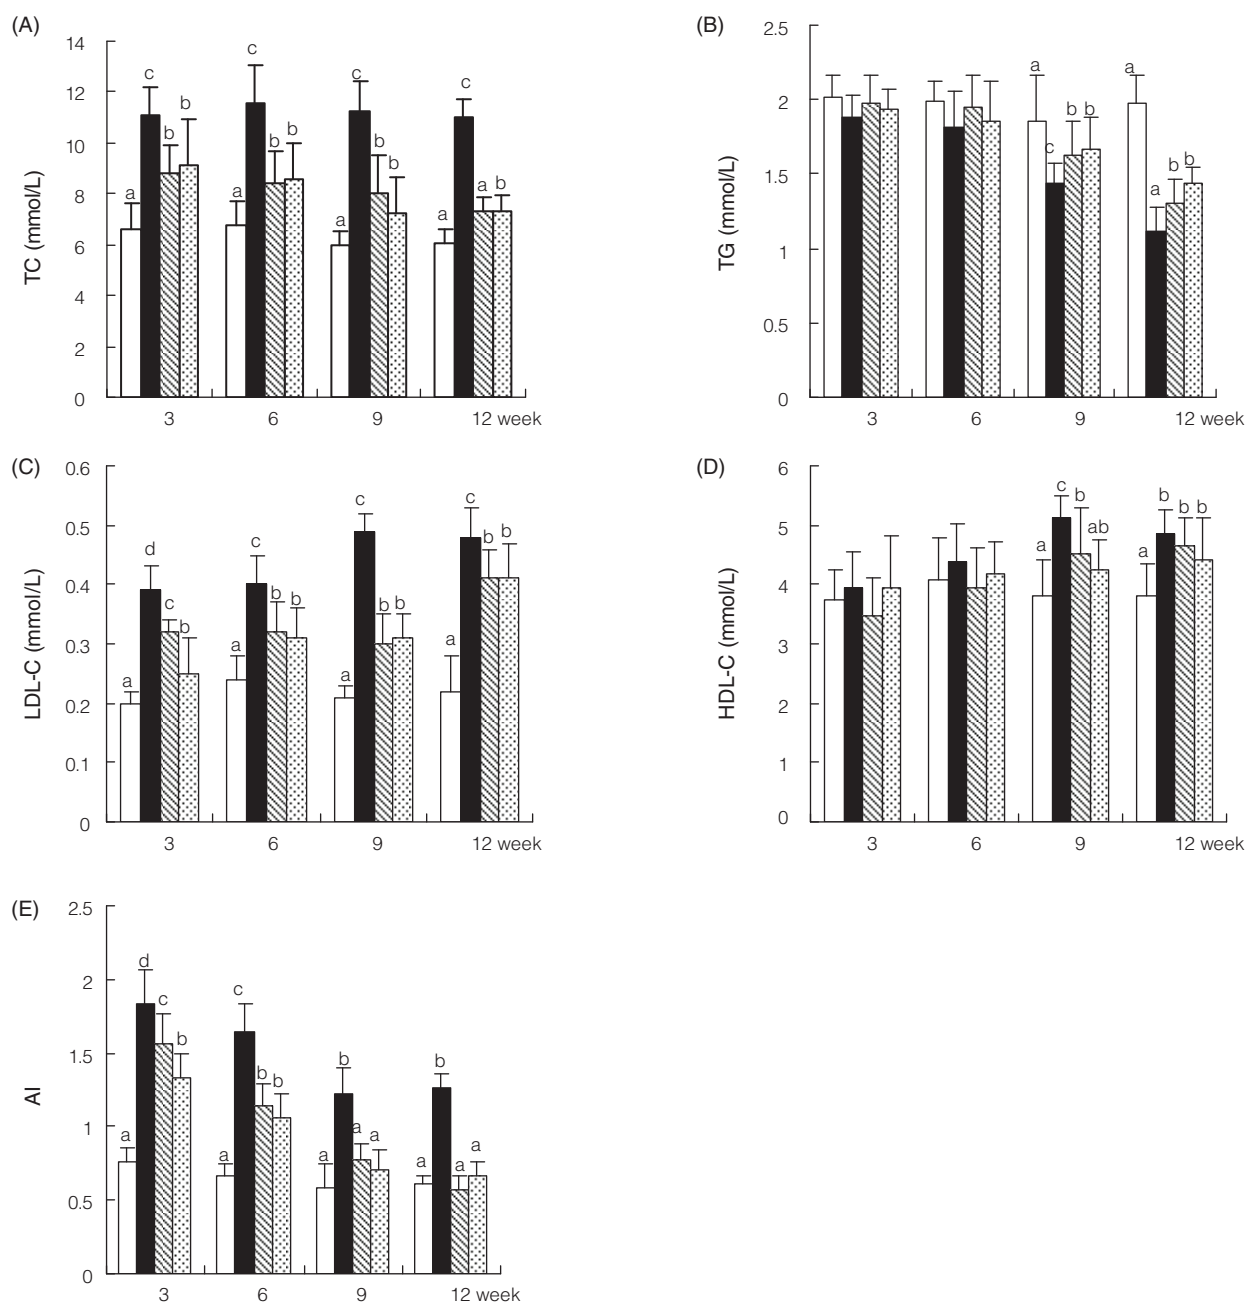 (A)
TC (mmol/L)
14
12
10
8
6
4
2
0
a c b b
a c b b
a c b b
a c a b
3 6 9 12 week
(B)
TG (mmol/L)
2.5
2
1.5
1
0.5
0
a c b b
a a b b
3 6 9 12 week
(C)
LDL-C (mmol/L)
0.6
0.5
0.4
0.3
0.2
0.1
0
a d c b
a c b b
a c b b
a c b b
3 6 9 12 week
(D)
HDL-C (mmol/L)
6
5
4
3
2
1
0
a c b ab
a b b b
3 6 9 12 week
(E)
AI
2.5
2
1.5
1
0.5
0
a d c b
a c b b
a b a a
a b a a
3 6 9 12 week